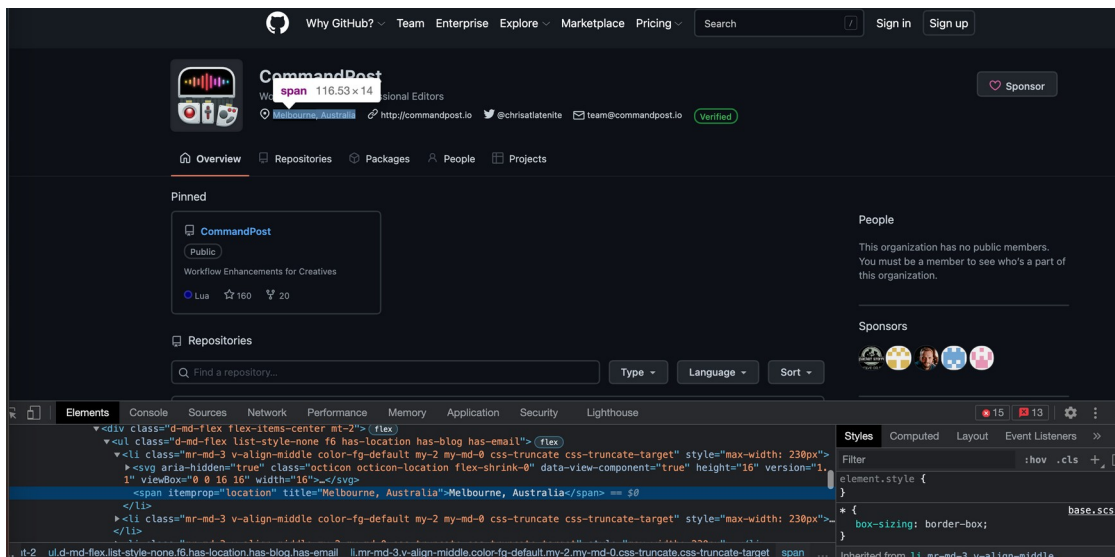 Why GitHub? Team Enterprise Explore Marketplace Pricing Search / Sign in Sign up
CommandPost
span 116.53 × 14
Melbourne, Australia http://commandpost.io @chrisatlatenite team@commandpost.io Verified
Sponsor
Overview Repositories Packages People Projects
Pinned
CommandPost
Public
Workflow Enhancements for Creatives
Lua 160 20
People
This organization has no public members.
You must be a member to see who's a part of
this organization.
Sponsors
Repositories
Find a repository... Type Language Sort
Elements Console Sources Network Performance Memory Application Security Lighthouse 15 13
<div class="d-md-flex flex-items-center mt-2"> flex
<ul class="d-md-flex list-style-none f6 has-location has-blog has-email"> flex
<li class="mr-md-3 v-align-middle color-fg-default my-2 my-md-0 css-truncate css-truncate-target" style="max-width: 230px">
<svg aria-hidden="true" class="octicon octicon-location flex-shrink-0" data-view-component="true" height="16" version="1.
1" viewBox="0 0 16 16" width="16">…</svg>
<span itemprop="location" title="Melbourne, Australia">Melbourne, Australia</span> == $0
</li>
<li class="mr-md-3 v-align-middle color-fg-default my-2 my-md-0 css-truncate css-truncate-target" style="max-width: 230px">…
</li>
ut-2 ul.d-md-flex.list-style-none.f6.has-location.has-blog.has-email li.mr-md-3.v-align-middle.color-fg-default.my-2.my-md-0.css-truncate.css-truncate-target span ...
Styles Computed Layout Event Listeners »
Filter :hov .cls +
element.style {
}
* { base.scs
box-sizing: border-box;
}
Inherited from li.mr-md-3.v-align-middle